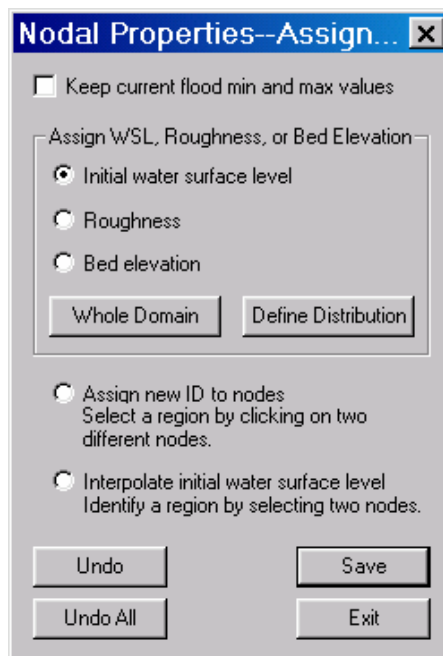 Nodal Properties--Assign...
Keep current flood min and max values
Assign WSL, Roughness, or Bed Elevation
Initial water surface level
Roughness
Bed elevation
Whole Domain
Define Distribution
Assign new ID to nodes
Select a region by clicking on two
different nodes.
Interpolate initial water surface level
Identify a region by selecting two nodes.
Undo
Save
Undo All
Exit